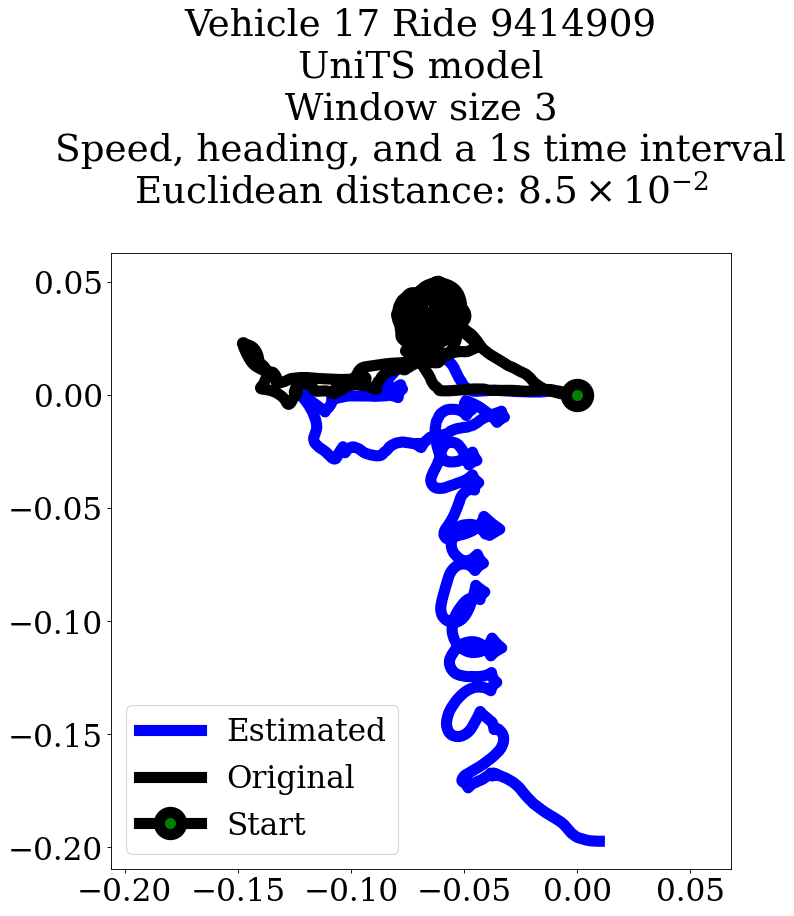 Vehicle 17 Ride 9414909
UniTS model
Window size 3
Speed, heading, and a 1s time interval
Euclidean distance: 8.5 × 10⁻²
0.05
0.00
−0.05
−0.10
−0.15
−0.20
Estimated
Original
Start
−0.20 −0.15 −0.10 −0.05 0.00 0.05